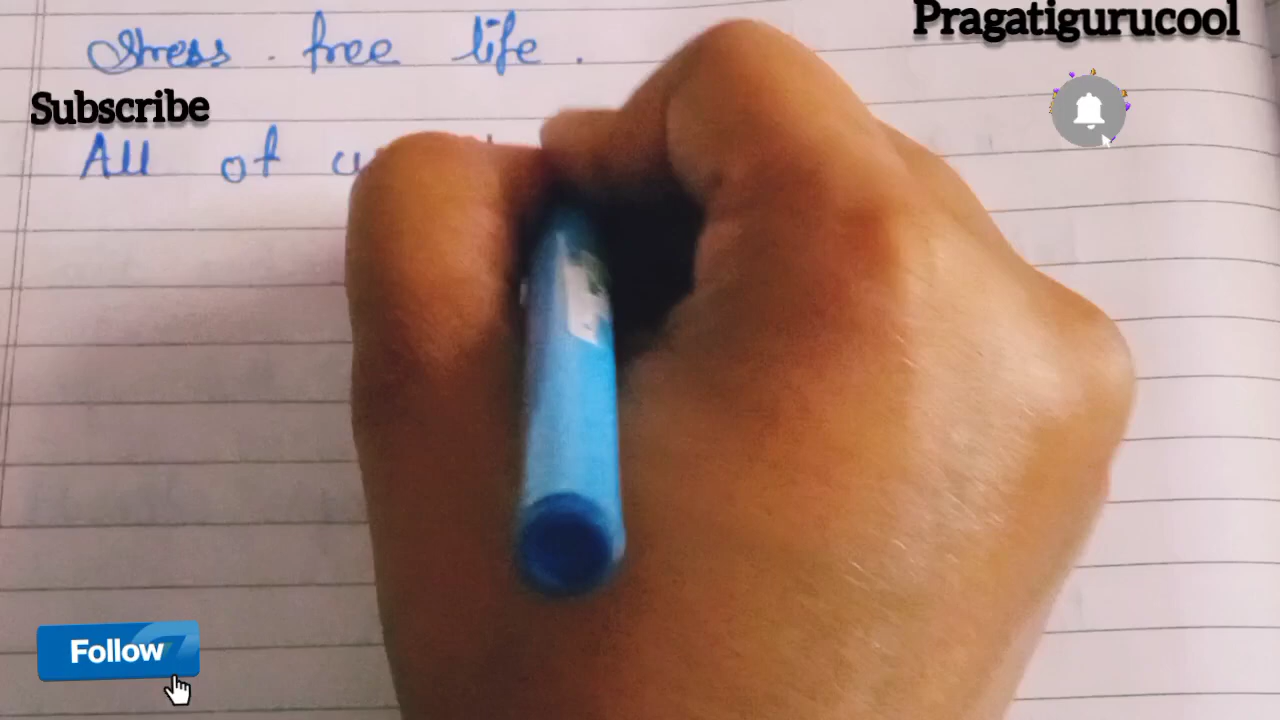 Pragatigurucool
Stress. free life.
Subscribe
All of
Follow